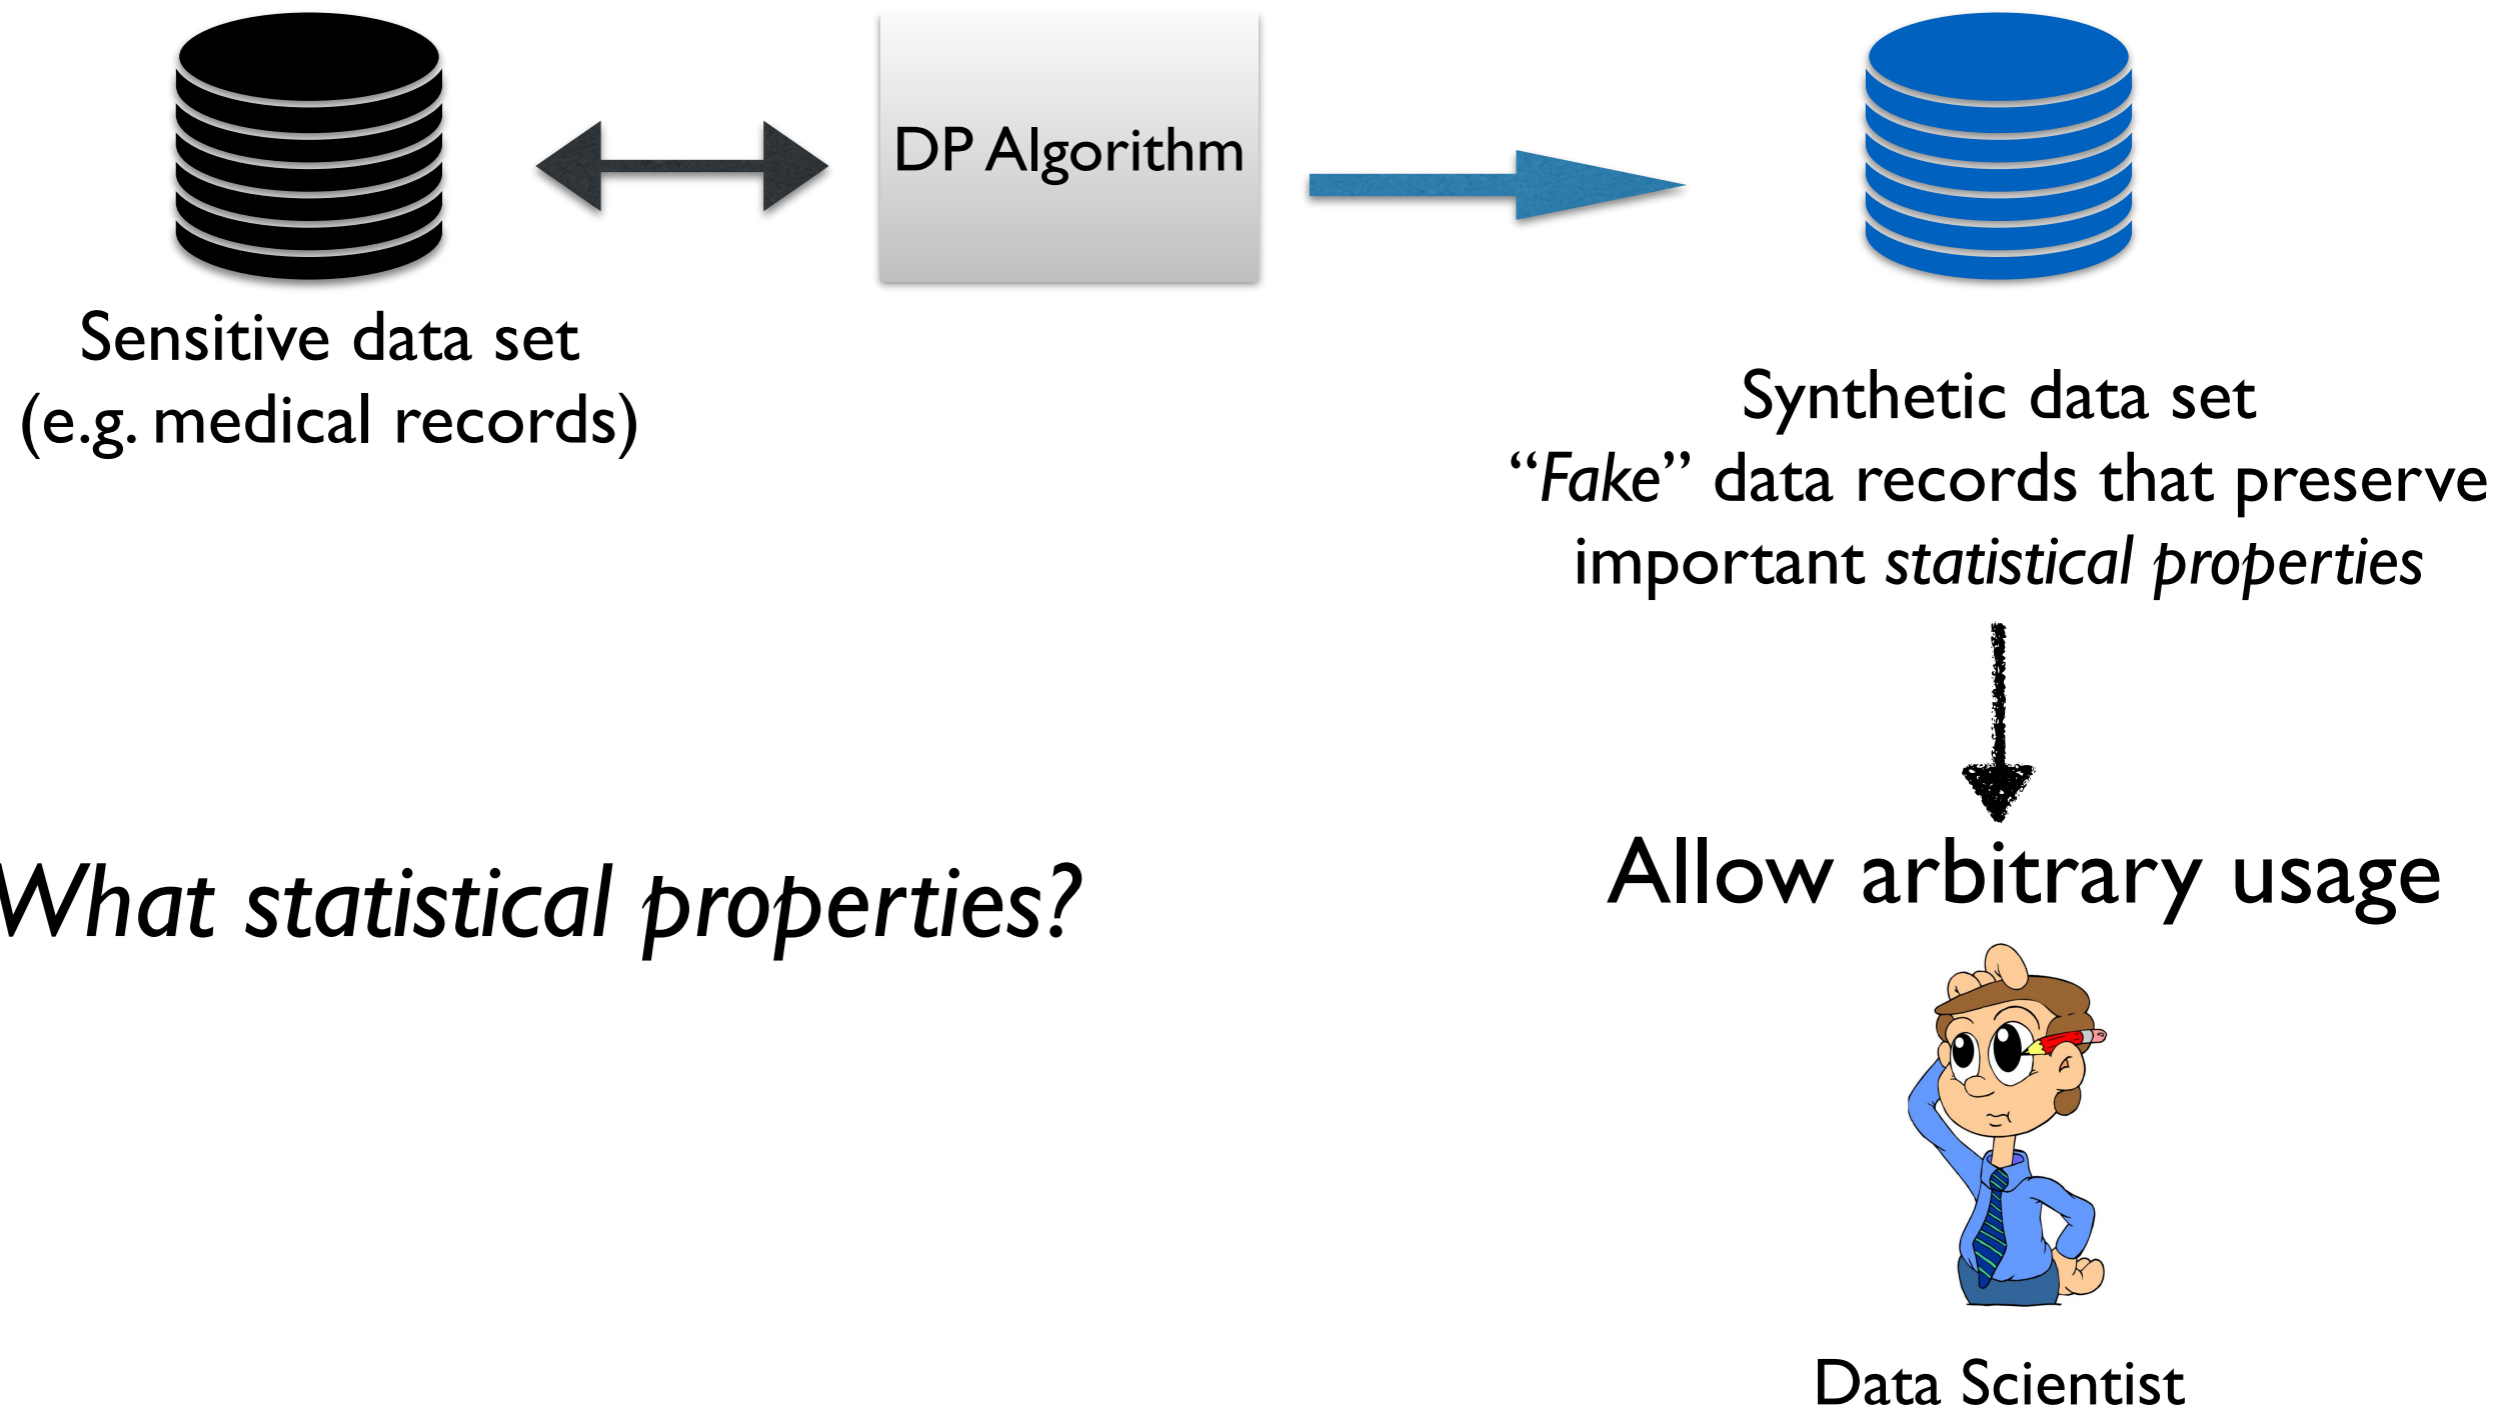 DP Algorithm
Sensitive data set
(e.g. medical records)
Synthetic data set
“Fake” data records that preserve
important statistical properties
Allow arbitrary usage
What statistical properties?
Data Scientist